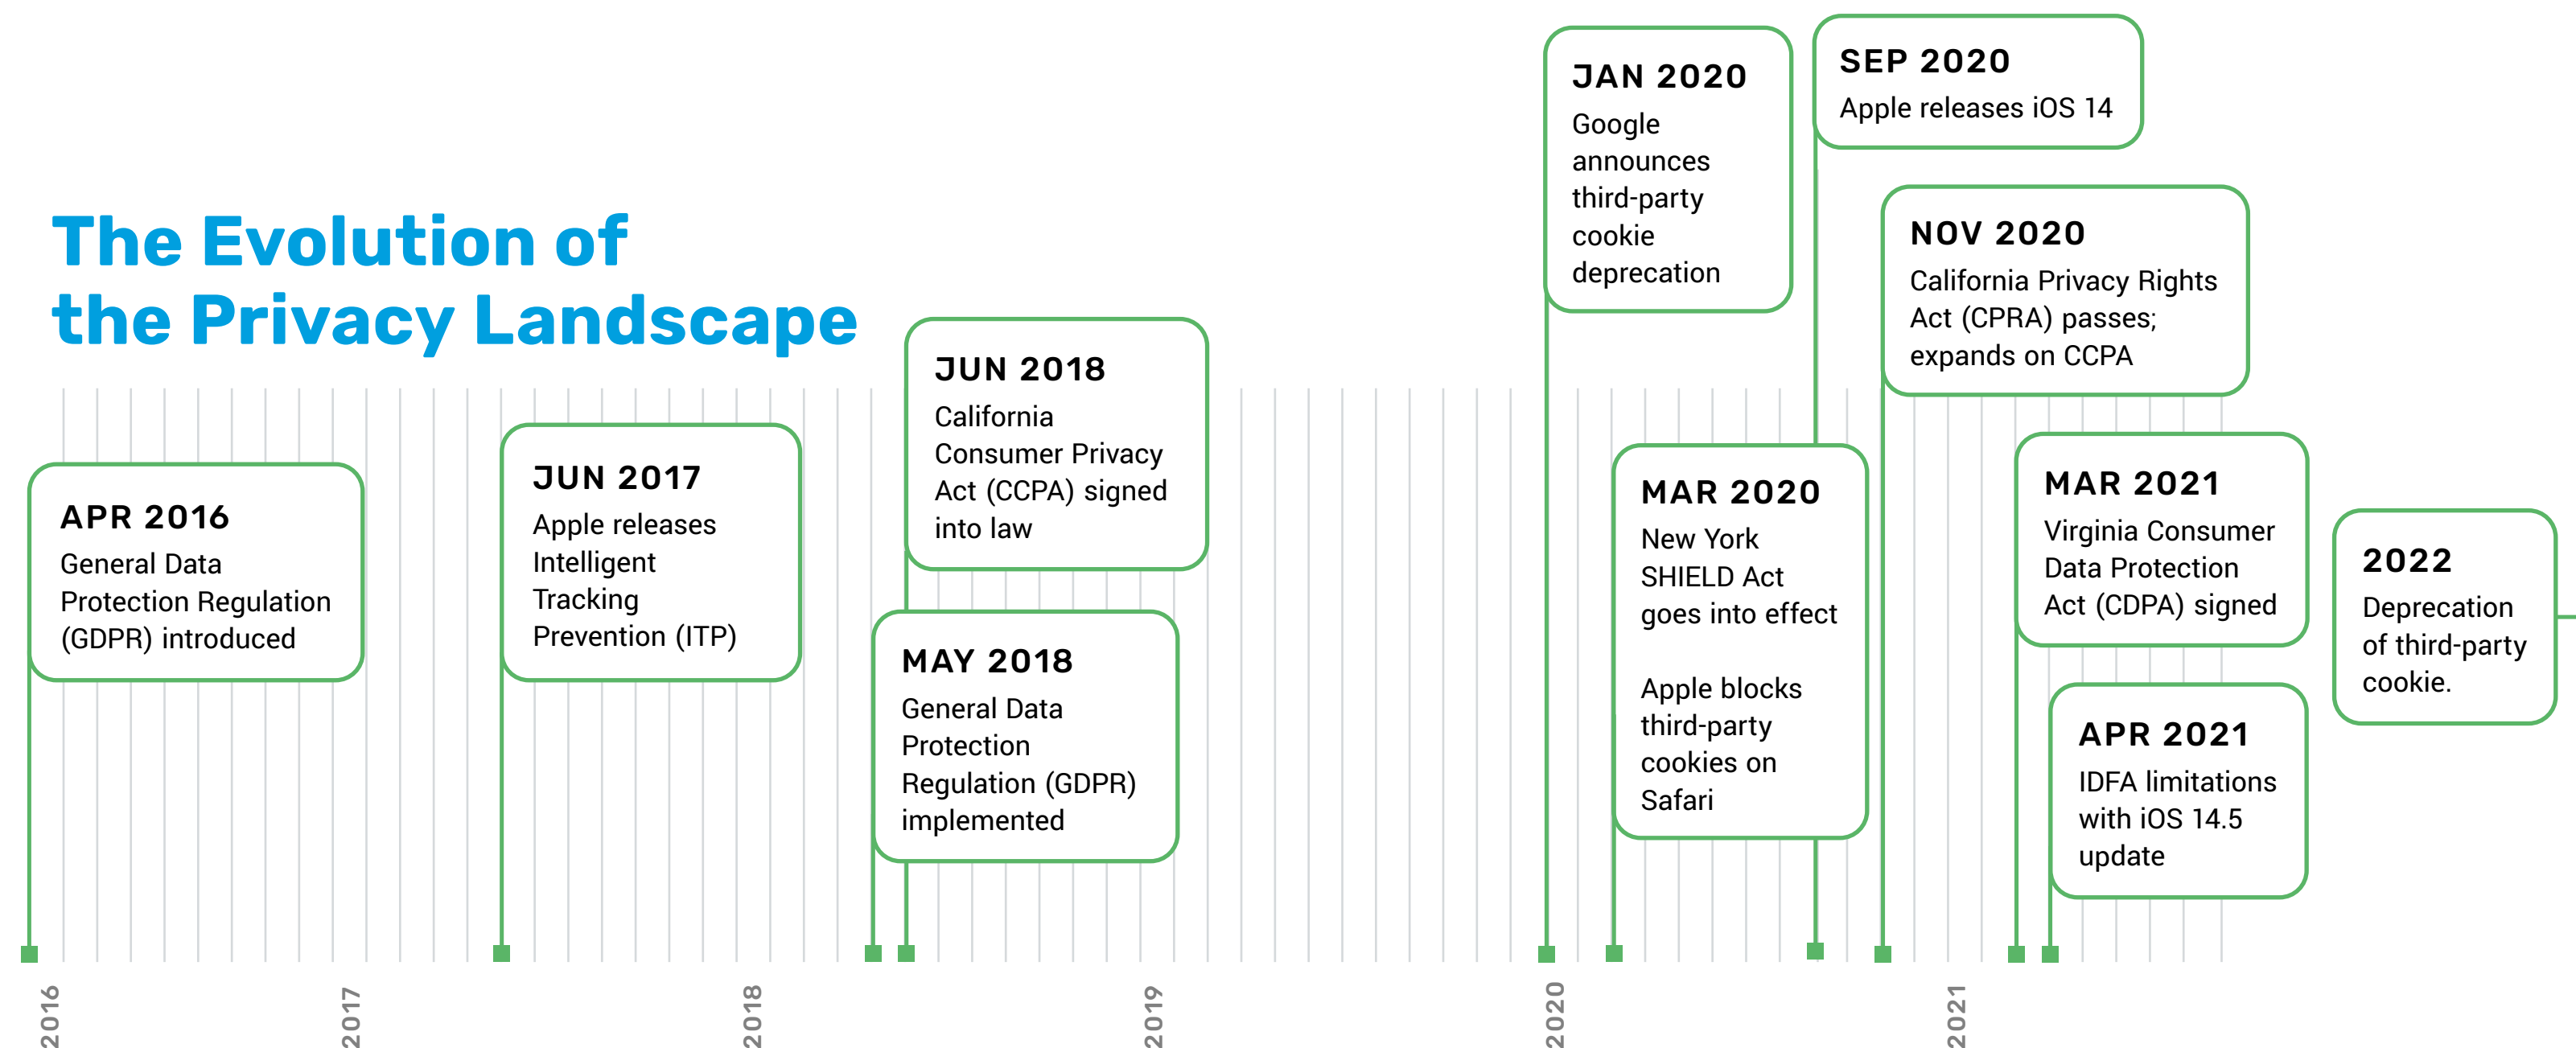 The Evolution of
the Privacy Landscape
APR 2016
General Data
Protection Regulation
(GDPR) introduced
JUN 2017
Apple releases
Intelligent
Tracking
Prevention (ITP)
JUN 2018
California
Consumer Privacy
Act (CCPA) signed
into law
MAY 2018
General Data
Protection
Regulation (GDPR)
implemented
JAN 2020
Google
announces
third-party
cookie
deprecation
MAR 2020
New York
SHIELD Act
goes into effect
Apple blocks
third-party
cookies on
Safari
SEP 2020
Apple releases iOS 14
NOV 2020
California Privacy Rights
Act (CPRA) passes;
expands on CCPA
MAR 2021
Virginia Consumer
Data Protection
Act (CDPA) signed
APR 2021
IDFA limitations
with iOS 14.5
update
2022
Deprecation
of third-party
cookie.
2016
2017
2018
2019
2020
2021